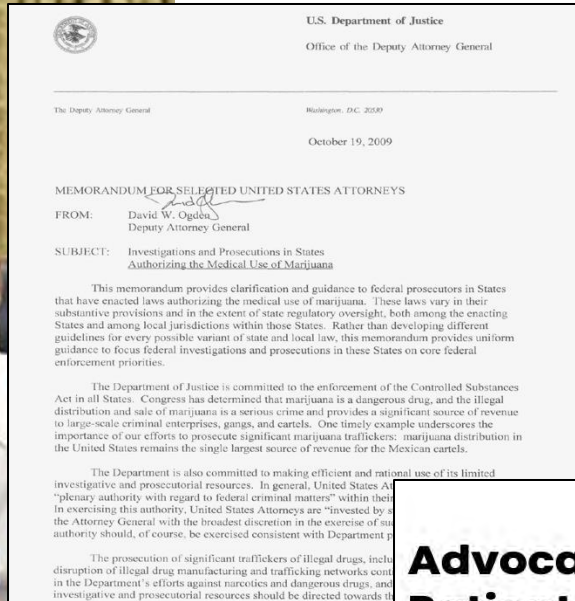 U.S. Department of Justice
Office of the Deputy Attorney General
The Deputy Attorney General
Washington, D.C. 20530
October 19, 2009
MEMORANDUM FOR SELECTED UNITED STATES ATTORNEYS
FROM: David W. Ogden
Deputy Attorney General
SUBJECT: Investigations and Prosecutions in States
Authorizing the Medical Use of Marijuana
This memorandum provides clarification and guidance to federal prosecutors in States
that have enacted laws authorizing the medical use of marijuana. These laws vary in their
substantive provisions and in the extent of state regulatory oversight, both among the enacting
States and among local jurisdictions within those States. Rather than developing different
guidelines for every possible variant of state and local law, this memorandum provides uniform
guidance to focus federal investigations and prosecutions in these States on core federal
enforcement priorities.
The Department of Justice is committed to the enforcement of the Controlled Substances
Act in all States. Congress has determined that marijuana is a dangerous drug, and the illegal
distribution and sale of marijuana is a serious crime and provides a significant source of revenue
to large-scale criminal enterprises, gangs, and cartels. One timely example underscores the
importance of our efforts to prosecute significant marijuana traffickers: marijuana distribution in
the United States remains the single largest source of revenue for the Mexican cartels.
The Department is also committed to making efficient and rational use of its limited
investigative and prosecutorial resources. In general, United States
"plenary authority with regard to federal criminal matters" within their
In exercising this authority, United States Attorneys are "invested by
the Attorney General with the broadest discretion in the exercise of
authority should, of course, be exercised consistent with Department
The prosecution of significant traffickers of illegal drugs,
disruption of illegal drug manufacturing and trafficking networks
in the Department's efforts against narcotics and dangerous drugs, and
investigative and prosecutorial resources should be directed towards